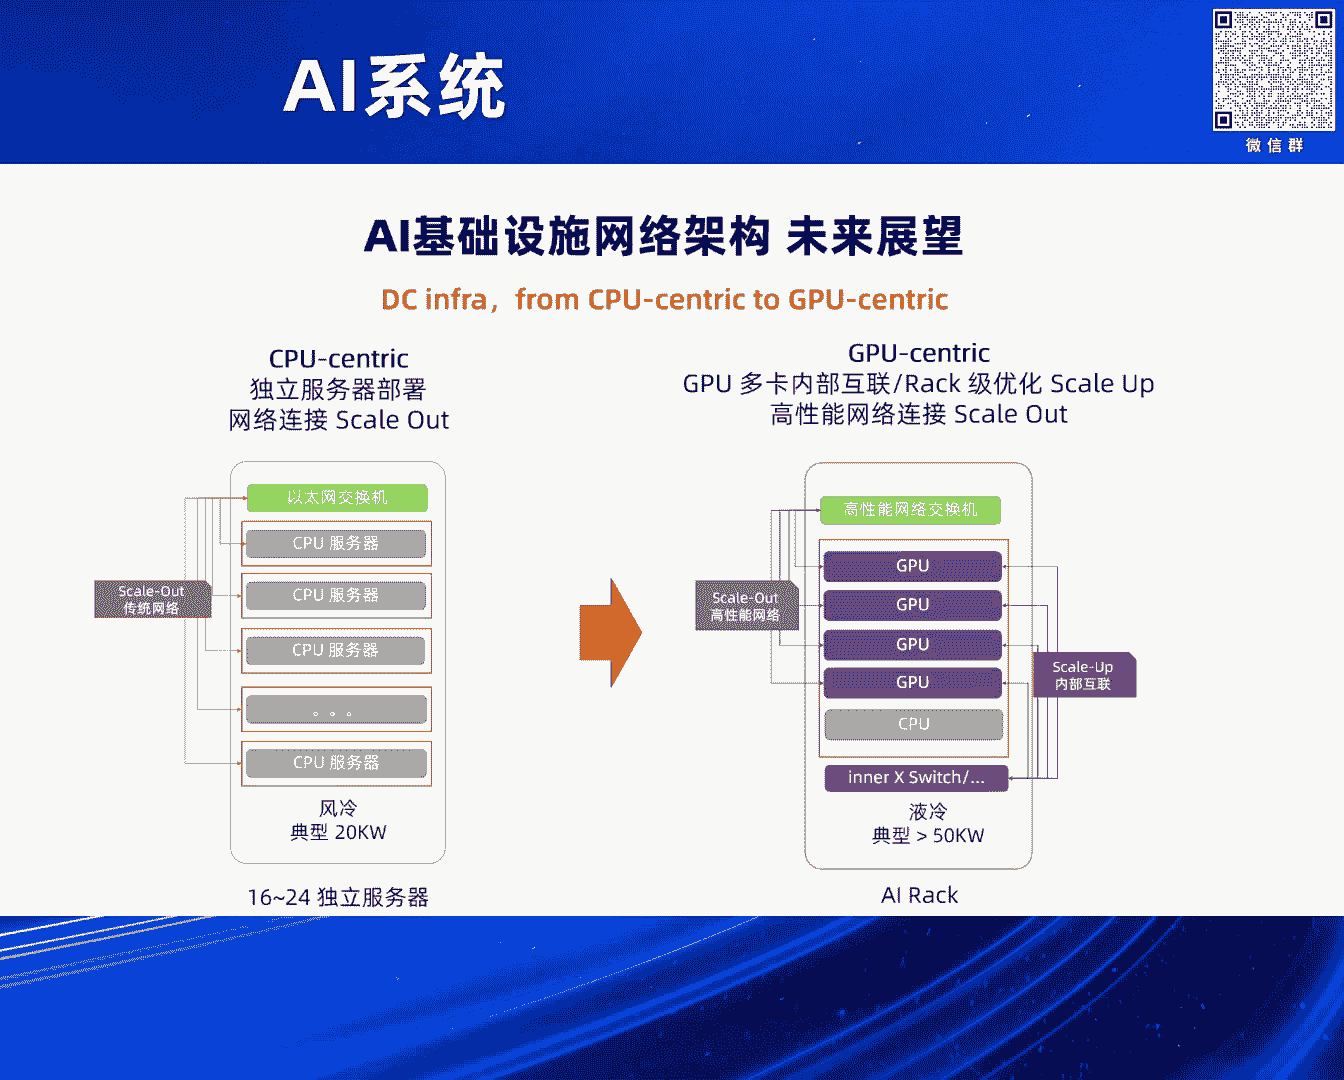 AI系统
微信群
AI基础设施网络架构 未来展望
DC infra，from CPU-centric to GPU-centric
CPU-centric
独立服务器部署
网络连接 Scale Out
以太网交换机
CPU 服务器
CPU 服务器
CPU 服务器
。。。
CPU 服务器
Scale-Out
传统网络
风冷
典型 20KW
16~24 独立服务器
GPU-centric
GPU 多卡内部互联/Rack 级优化 Scale Up
高性能网络连接 Scale Out
高性能网络交换机
GPU
GPU
GPU
GPU
CPU
inner X Switch/...
Scale-Out
高性能网络
Scale-Up
内部互联
液冷
典型 > 50KW
AI Rack